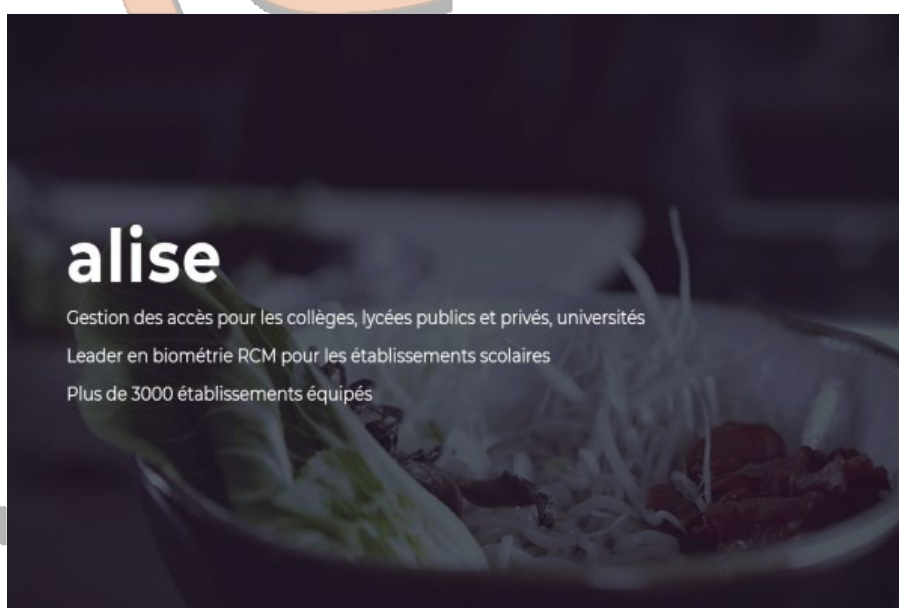 alise
Gestion des accès pour les collèges, lycées publics et privés, universités
Leader en biométrie RCM pour les établissements scolaires
Plus de 3000 établissements équipés